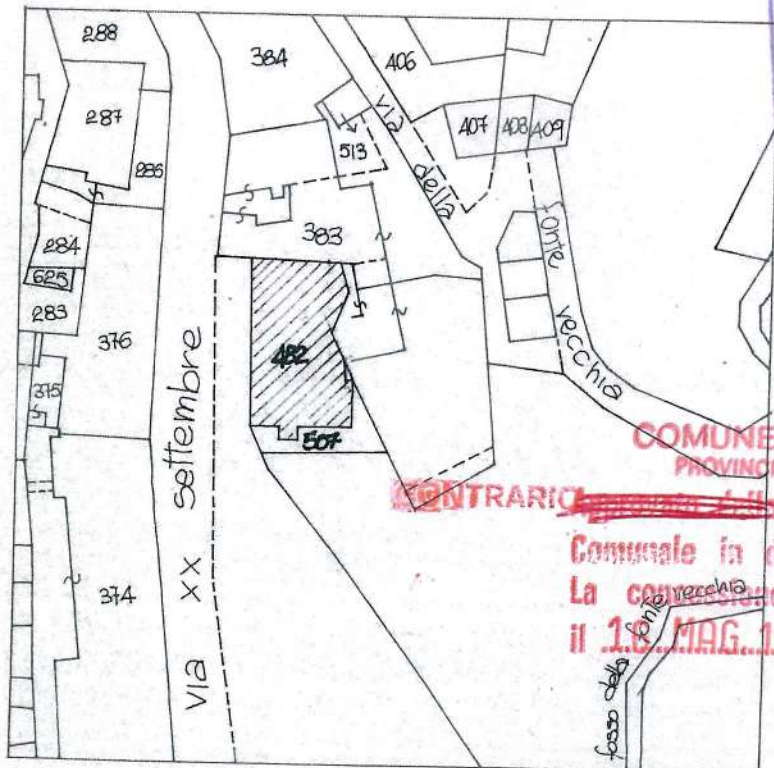 288
384
406
287
via
407
408
409
286
513
della
fonte
383
284
625
283
376
482
vecchia
375
settembre
507
COMUNE
CONTRARIO
Comunale in
La concessione
vecchia
374
xx
fonte
il 18 MAG. 1
della
via
fosso